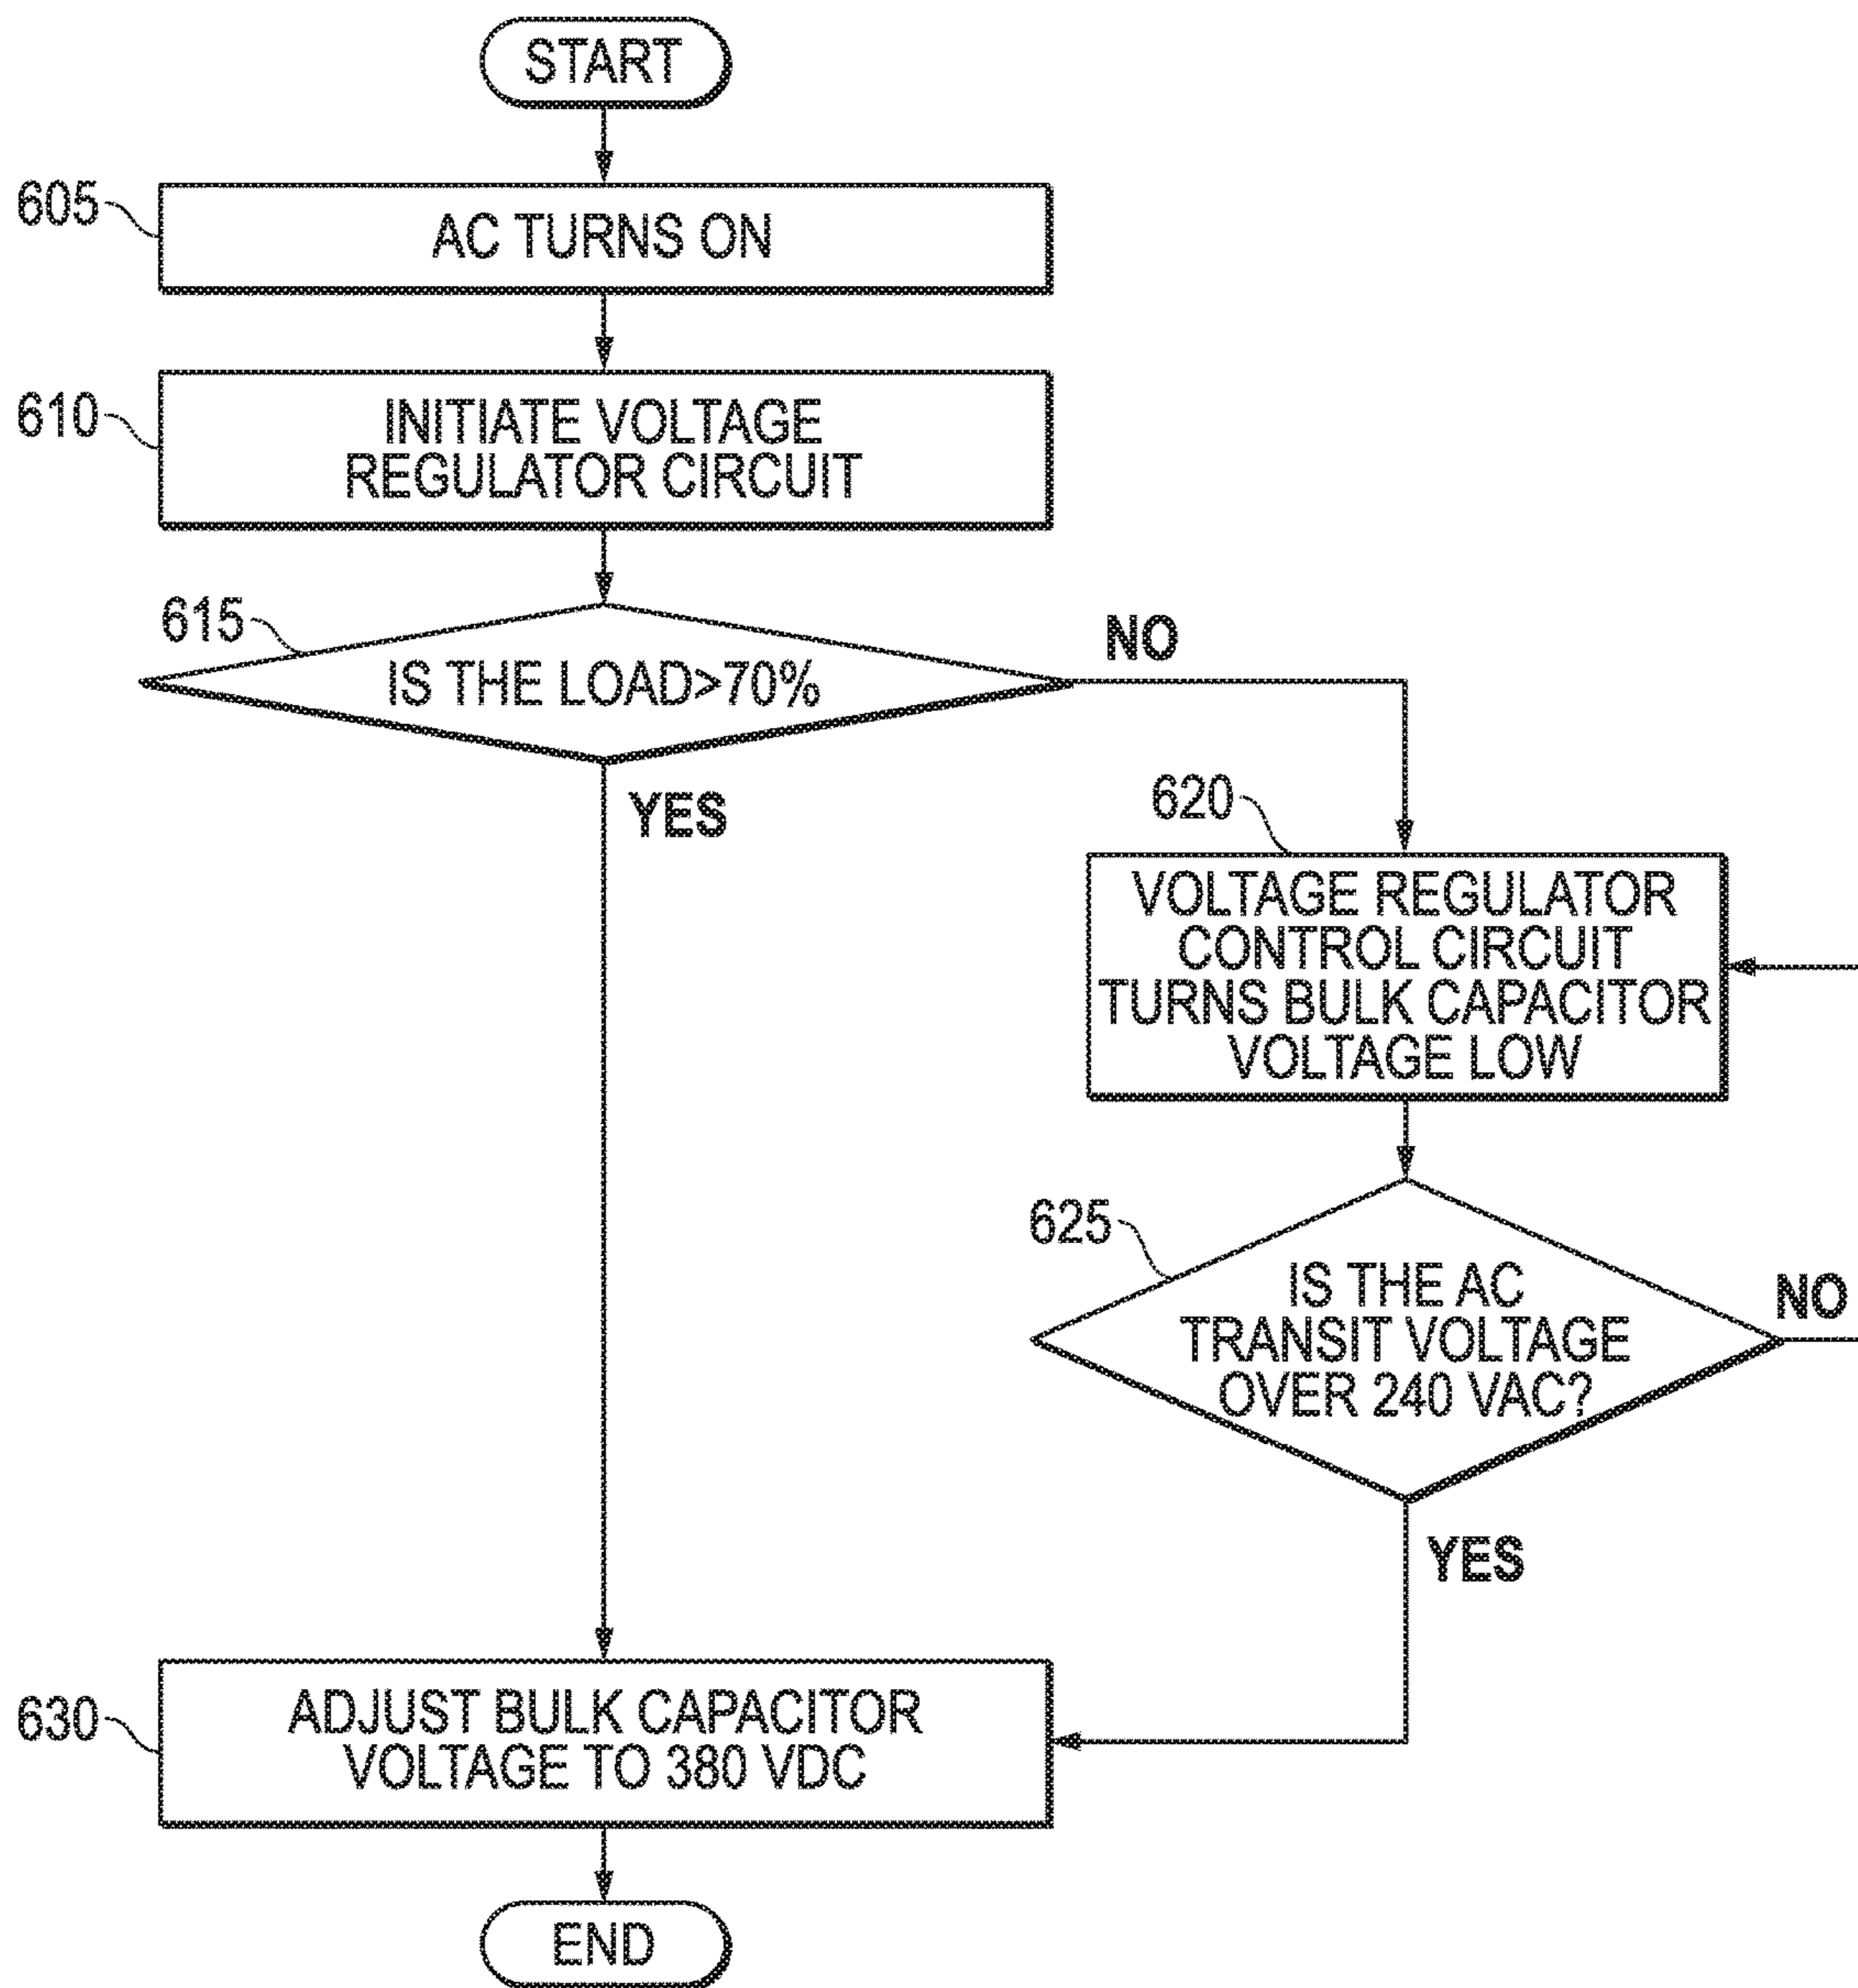 START
605
AC TURNS ON
610
INITIATE VOLTAGE
REGULATOR CIRCUIT
615
IS THE LOAD>70%
NO
YES
620
VOLTAGE REGULATOR
CONTROL CIRCUIT
TURNS BULK CAPACITOR
VOLTAGE LOW
625
IS THE AC
TRANSIT VOLTAGE
OVER 240 VAC?
NO
YES
630
ADJUST BULK CAPACITOR
VOLTAGE TO 380 VDC
END